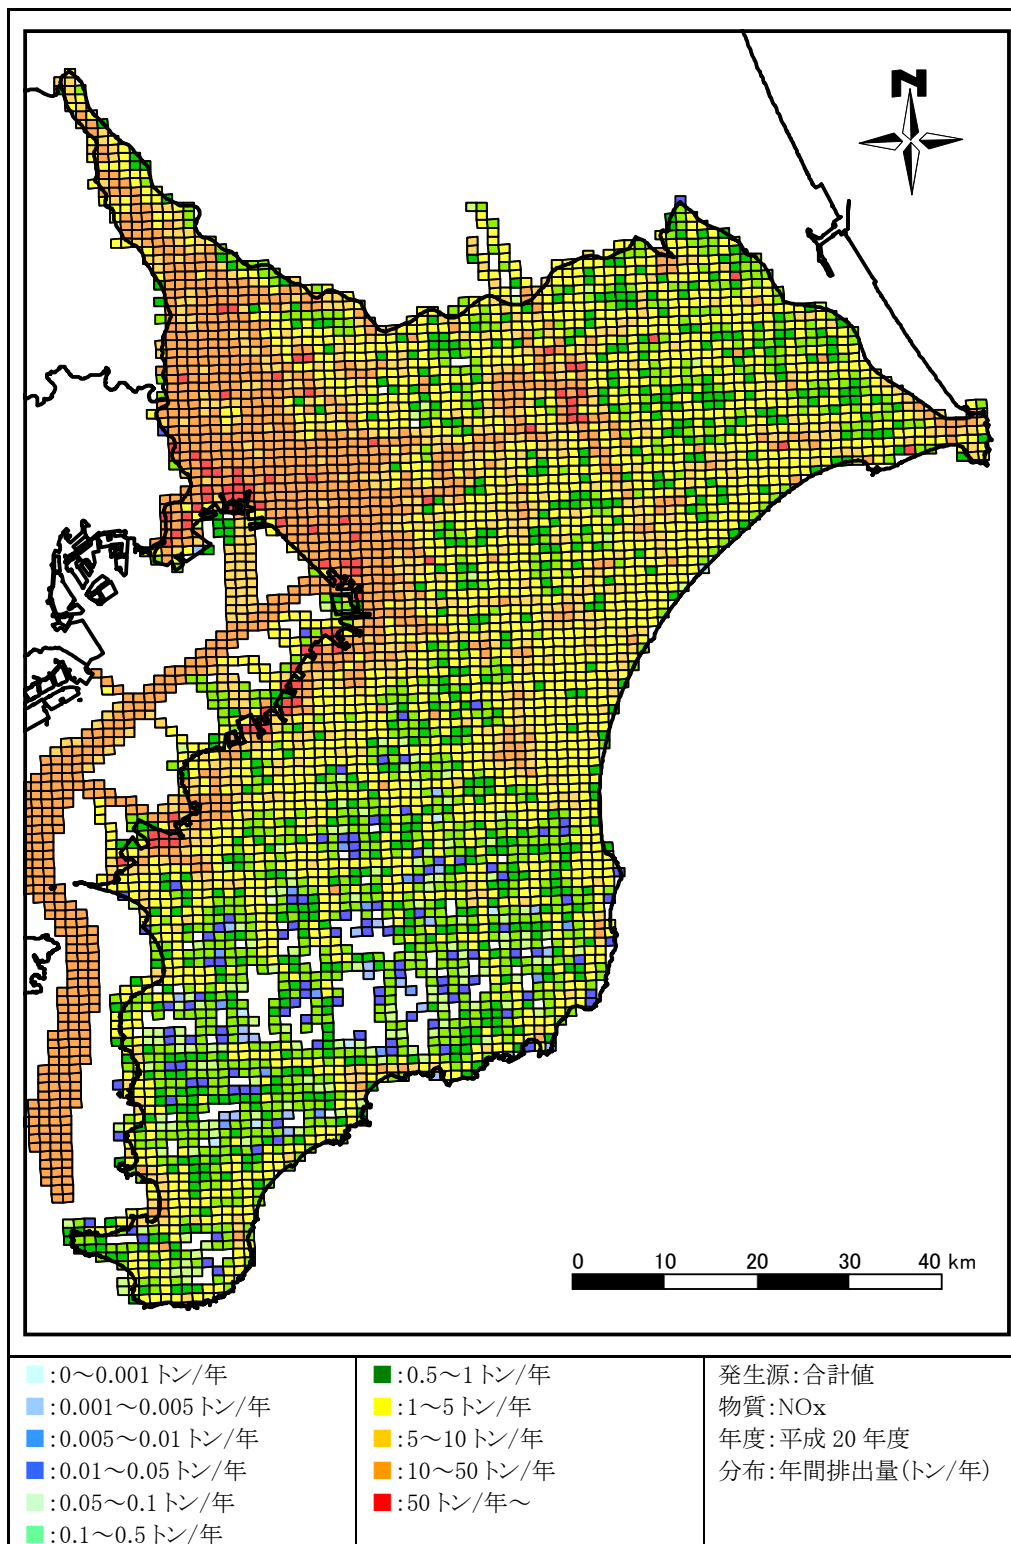 N
0 10 20 30 40 km
:0～0.001トン/年
:0.001～0.005トン/年
:0.005～0.01トン/年
:0.01～0.05トン/年
:0.05～0.1トン/年
:0.1～0.5トン/年
:0.5～1トン/年
:1～5トン/年
:5～10トン/年
:10～50トン/年
:50トン/年～
発生源:合計値
物質:NOx
年度:平成 20 年度
分布:年間排出量(トン/年)